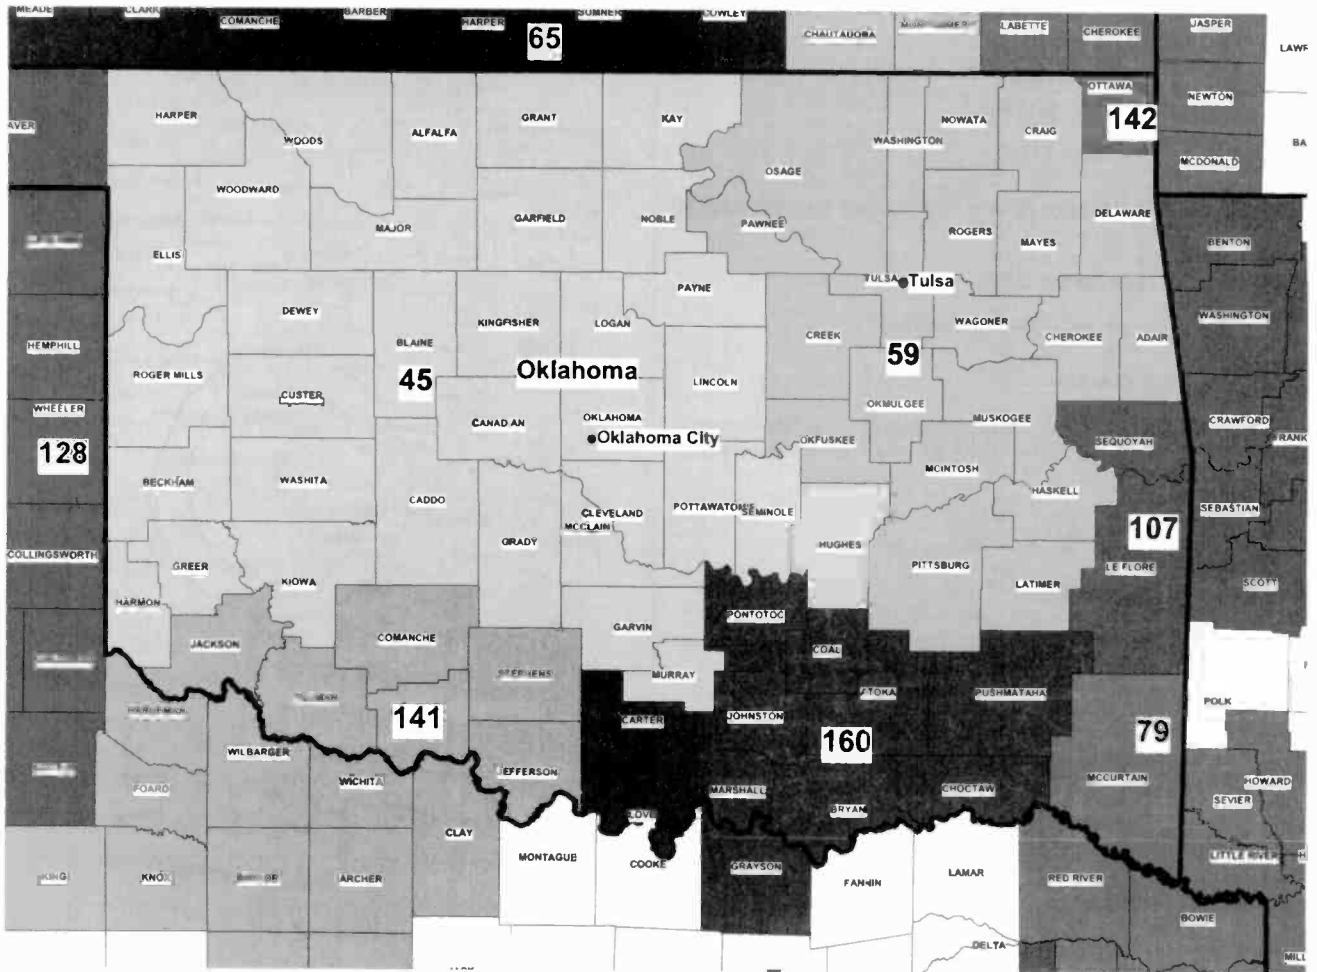 MEADE
CLARK
COMANCHE
BARBER
HARPER
SUMNER
COWLEY
65
CHAUTAUQUA
LABETTE
CHEROKEE
JASPER
OTTAWA
142
NEWTON
MCDONALD
HARPER
WOODS
ALFALFA
GRANT
KAY
OSAGE
WASHINGTON
NOWATA
CRAIG
WOODWARD
MAJOR
GARFIELD
NOBLE
PAWNEE
ROGERS
MAYES
DELAWARE
BENTON
ELLIS
DEWEY
BLAINE
KINGFISHER
LOGAN
PAYNE
TULSA
Tulsa
CREEK
WAGONER
CHEROKEE
ADAIR
WASHINGTON
HEMPHILL
ROGER MILLS
CUSTER
45
Oklahoma
CANADIAN
OKLAHOMA
Oklahoma City
LINCOLN
59
OKMULGEE
MUSKOGEE
OKFUSKEE
SEQUOYAH
CRAWFORD
WHEELER
128
BECKHAM
WASHITA
CADDO
GRADY
CLEVELAND
MCCLAIN
SEMINOLE
MCINTOSH
HASKELL
SEBASTIAN
107
COLLINGSWORTH
GREER
KIOWA
HUGHES
PITTSBURG
LATIMER
LE FLORE
SCOTT
HARMON
JACKSON
COMANCHE
GARVIN
PONTOTOC
COAL
STEPHENS
MURRAY
PUSHMATAHA
POLK
141
CARTER
JOHNSTON
160
79
WILBARGER
WICHITA
JEFFERSON
MARSHALL
BRYAN
CHOCTAW
MCCURTAIN
HOWARD
SEVIER
FOARD
CLAY
LOVE
MONTAGUE
COOKE
GRAYSON
LAMAR
RED RIVER
LITTLE RIVER
KING
KNOX
ARCHER
BOWIE
DELTA